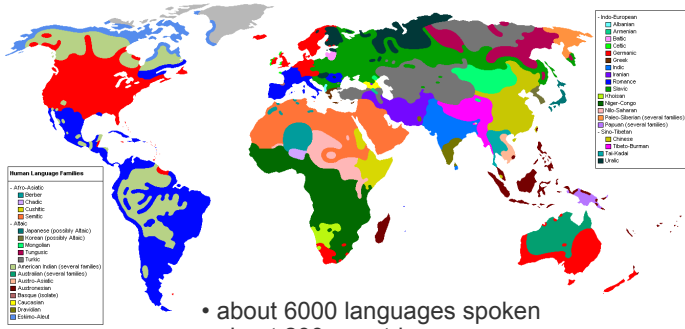 - Indo-European
Albanian
Armenian
Baltic
Celtic
Germanic
Greek
Indic
Iranian
Romance
Slavic
Khoisan
Niger-Congo
Nilo-Saharan
Paleo-Siberian (several families)
Papuan (several families)
- Sino-Tibetan
Chinese
Tibeto-Burman
Tai-Kadai
Uralic
Human Language Families
- Afro-Asiatic
Berber
Chadic
Cushitic
Semitic
- Altaic
Japanese (possibly Altaic)
Korean (possibly Altaic)
Mongolian
Tungusic
Turkic
American Indian (several families)
Australian (several families)
Austro-Asiatic
Austronesian
Basque (isolate)
Caucasian
Dravidian
Eskimo-Aleut
• about 6000 languages spoken